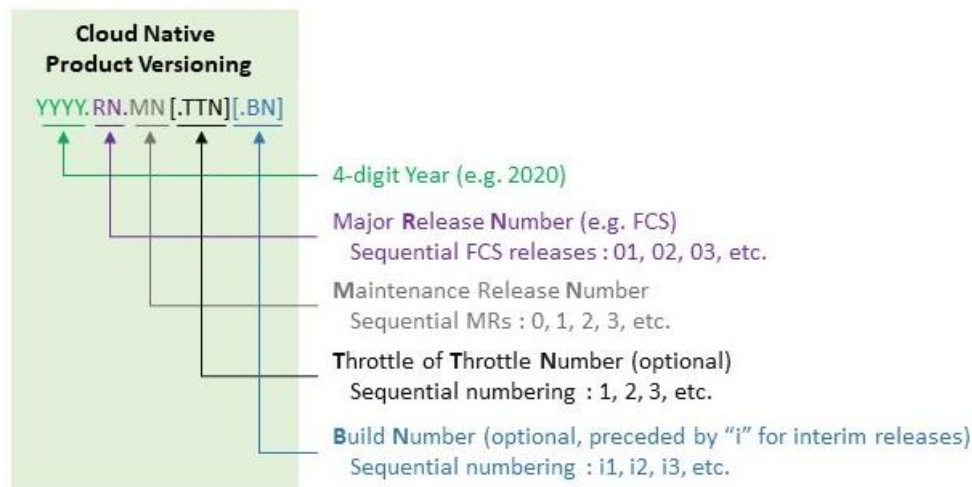 Cloud Native
Product Versioning
YYYY.RN.MN[.TTN][.BN]
4-digit Year (e.g. 2020)
Major Release Number (e.g. FCS)
Sequential FCS releases : 01, 02, 03, etc.
Maintenance Release Number
Sequential MRs : 0, 1, 2, 3, etc.
Throttle of Throttle Number (optional)
Sequential numbering : 1, 2, 3, etc.
Build Number (optional, preceded by “i” for interim releases)
Sequential numbering : i1, i2, i3, etc.